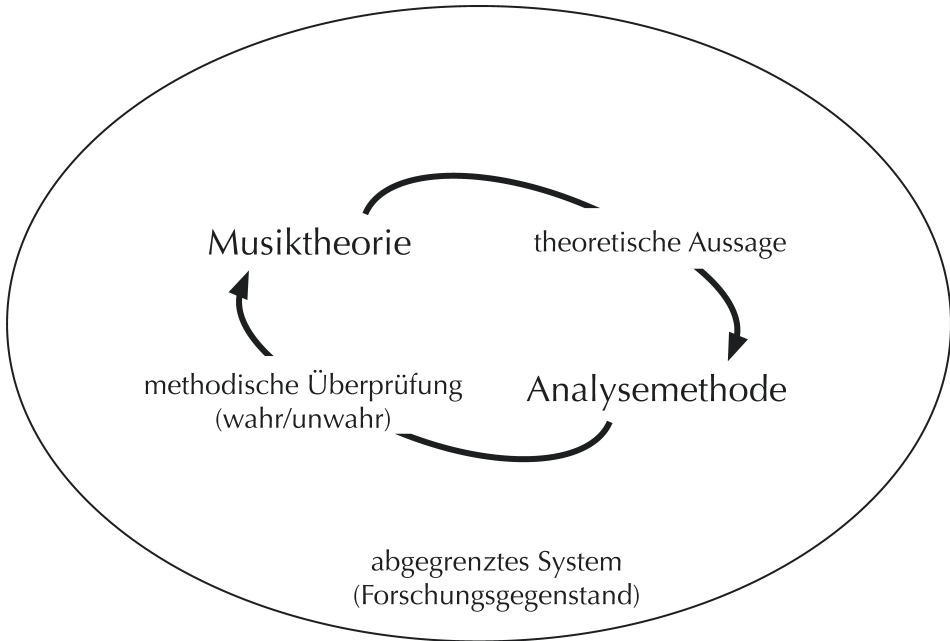 Musiktheorie
theoretische Aussage
methodische Überprüfung
(wahr/unwahr)
Analysemethode
abgegrenztes System
(Forschungsgegenstand)